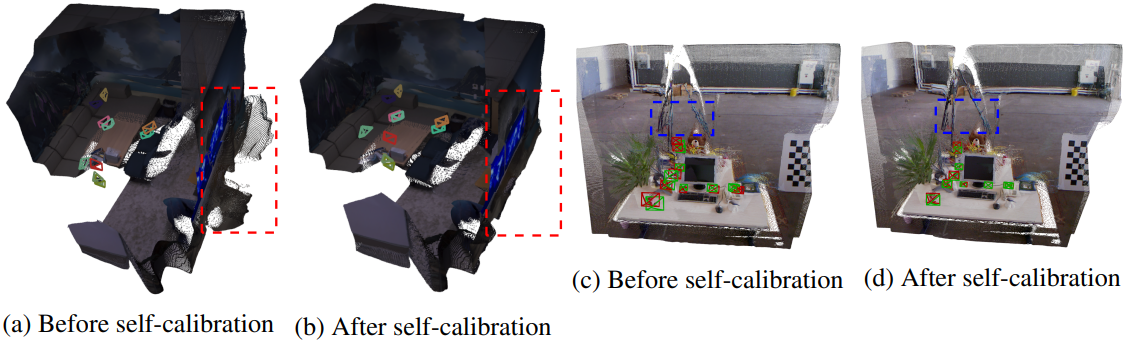 (a) Before self-calibration
(b) After self-calibration
(c) Before self-calibration
(d) After self-calibration